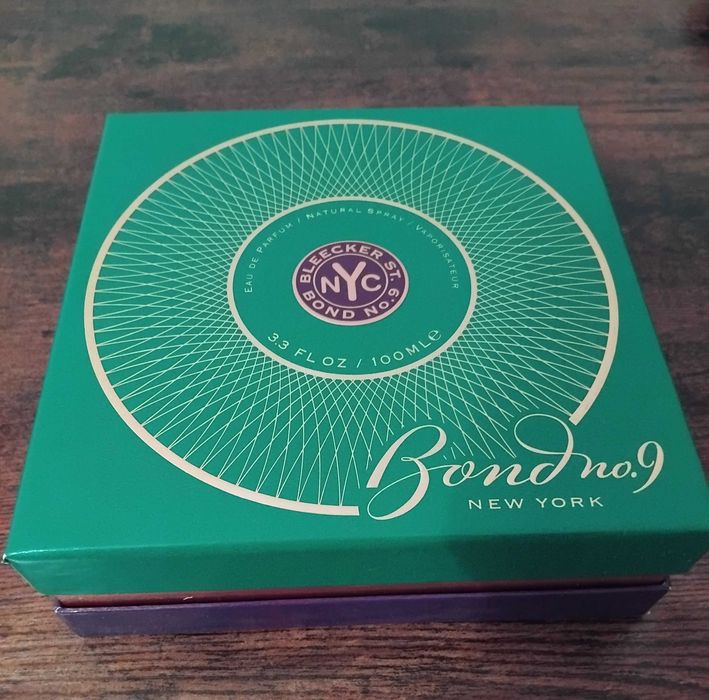 EAU DE PARFUM / NATURAL SPRAY / VAPORISATEUR
BLEECKER ST.
NYC
BOND NO.9
3.3 FL OZ / 100ML e
Bond no.9
NEW YORK